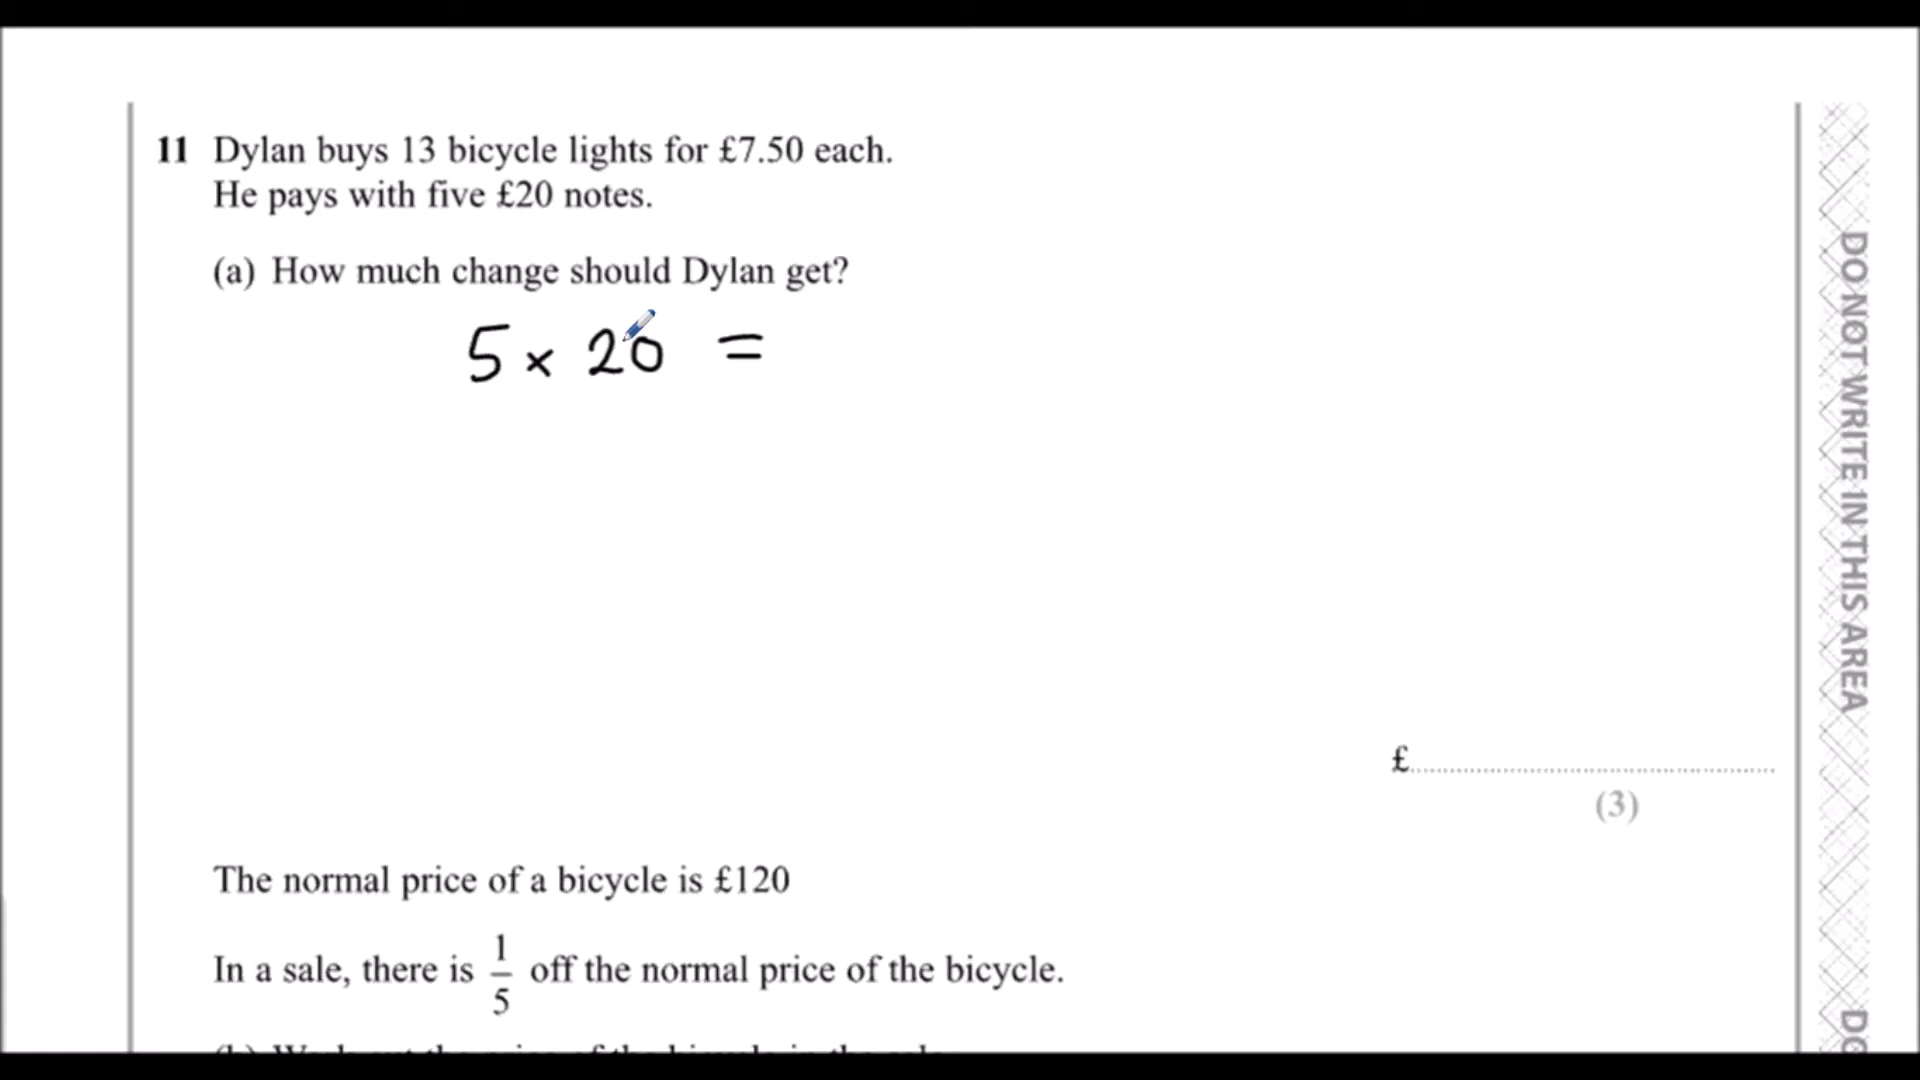 11 Dylan buys 13 bicycle lights for £7.50 each.
He pays with five £20 notes.
(a) How much change should Dylan get?
5 × 20 =
£
(3)
The normal price of a bicycle is £120
In a sale, there is 1/5 off the normal price of the bicycle.
DO NOT WRITE IN THIS AREA
DO